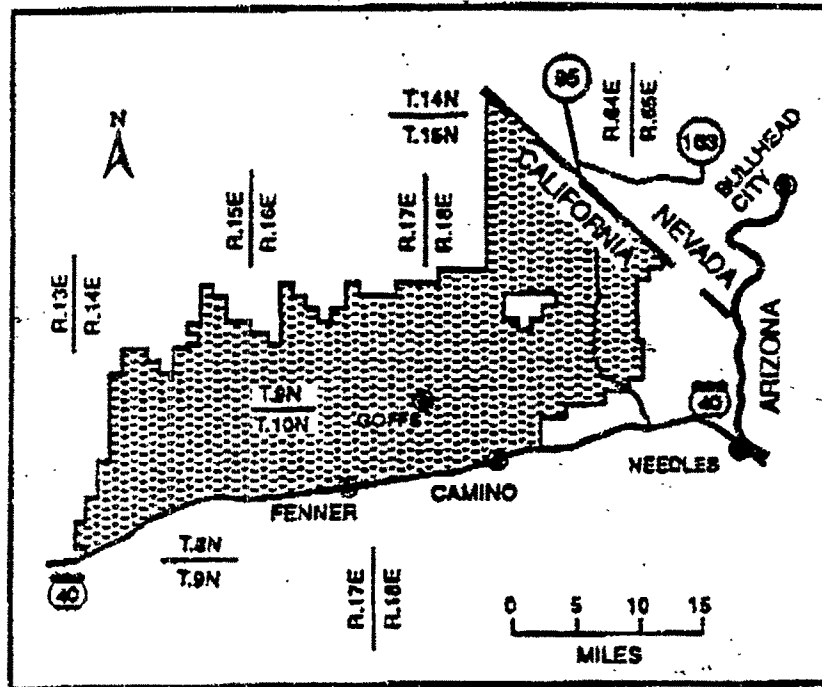 N
T.14N
T.15N
95
R.64E
R.65E
163
BULLHEAD
CITY
CALIFORNIA
NEVADA
ARIZONA
R.15E
R.16E
R.17E
R.18E
R.13E
R.14E
T.9N
T.10N
GOFFS
40
NEEDLES
CAMINO
FENNER
T.8N
T.9N
40
R.17E
R.18E
0 5 10 15
MILES